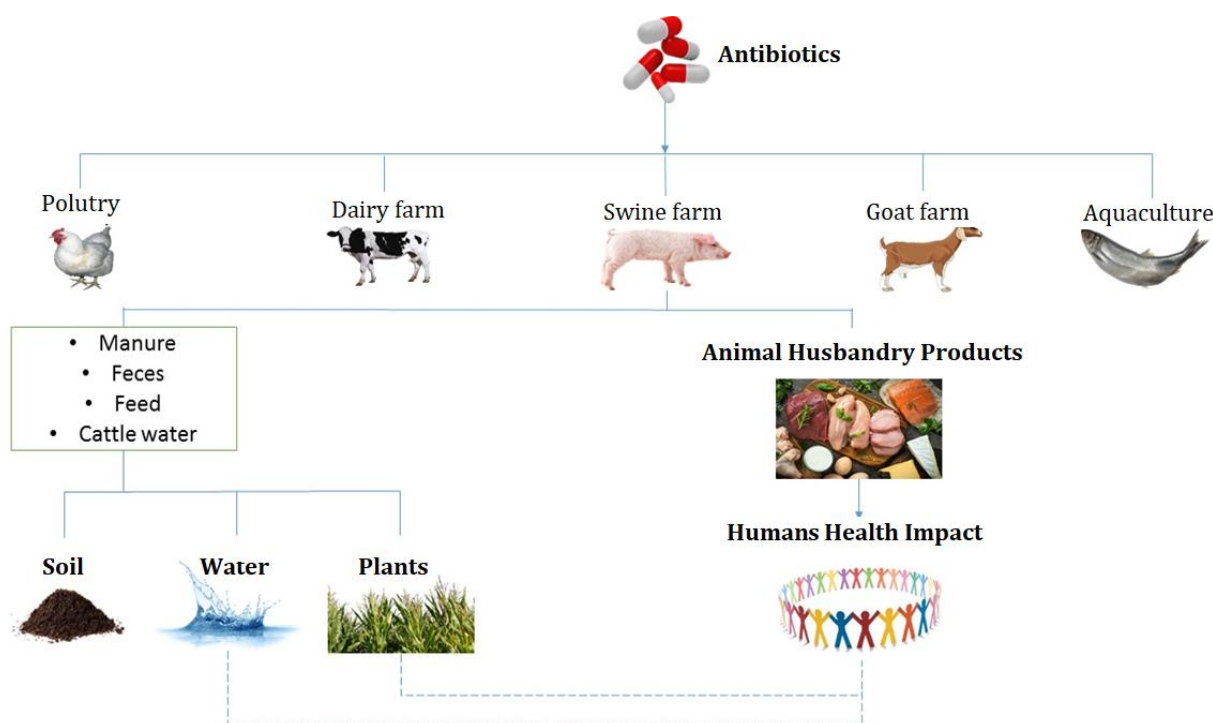 Antibiotics
Polutry
Dairy farm
Swine farm
Goat farm
Aquaculture
• Manure
• Feces
• Feed
• Cattle water
Animal Husbandry Products
Humans Health Impact
Soil
Water
Plants